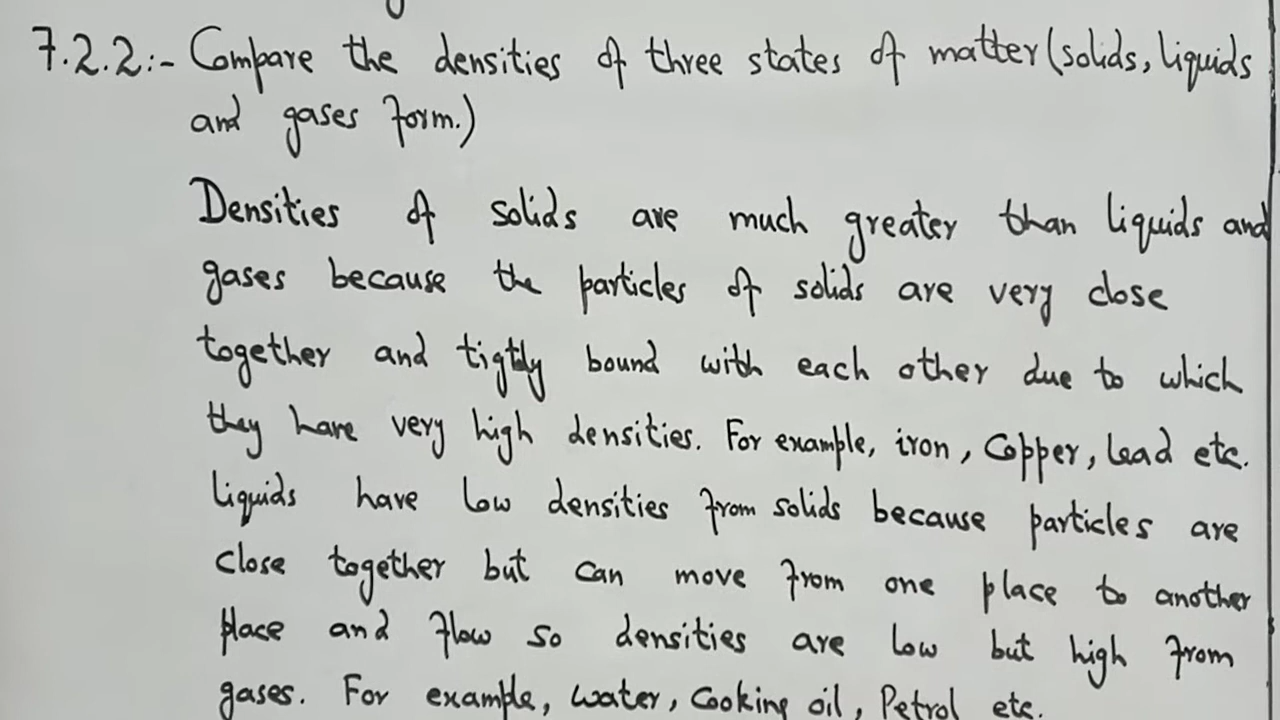 7.2.2:- Compare the densities of three states of matter (solids, liquids
and gases form.)
Densities of solids are much greater than liquids and
gases because the particles of solids are very close
together and tigtly bound with each other due to which
they have very high densities. For example, iron, Copper, Lead etc.
liquids have low densities from solids because particles are
close together but can move from one place to another
place and flow so densities are low but high from
gases. For example, water, Cooking oil, Petrol etc.